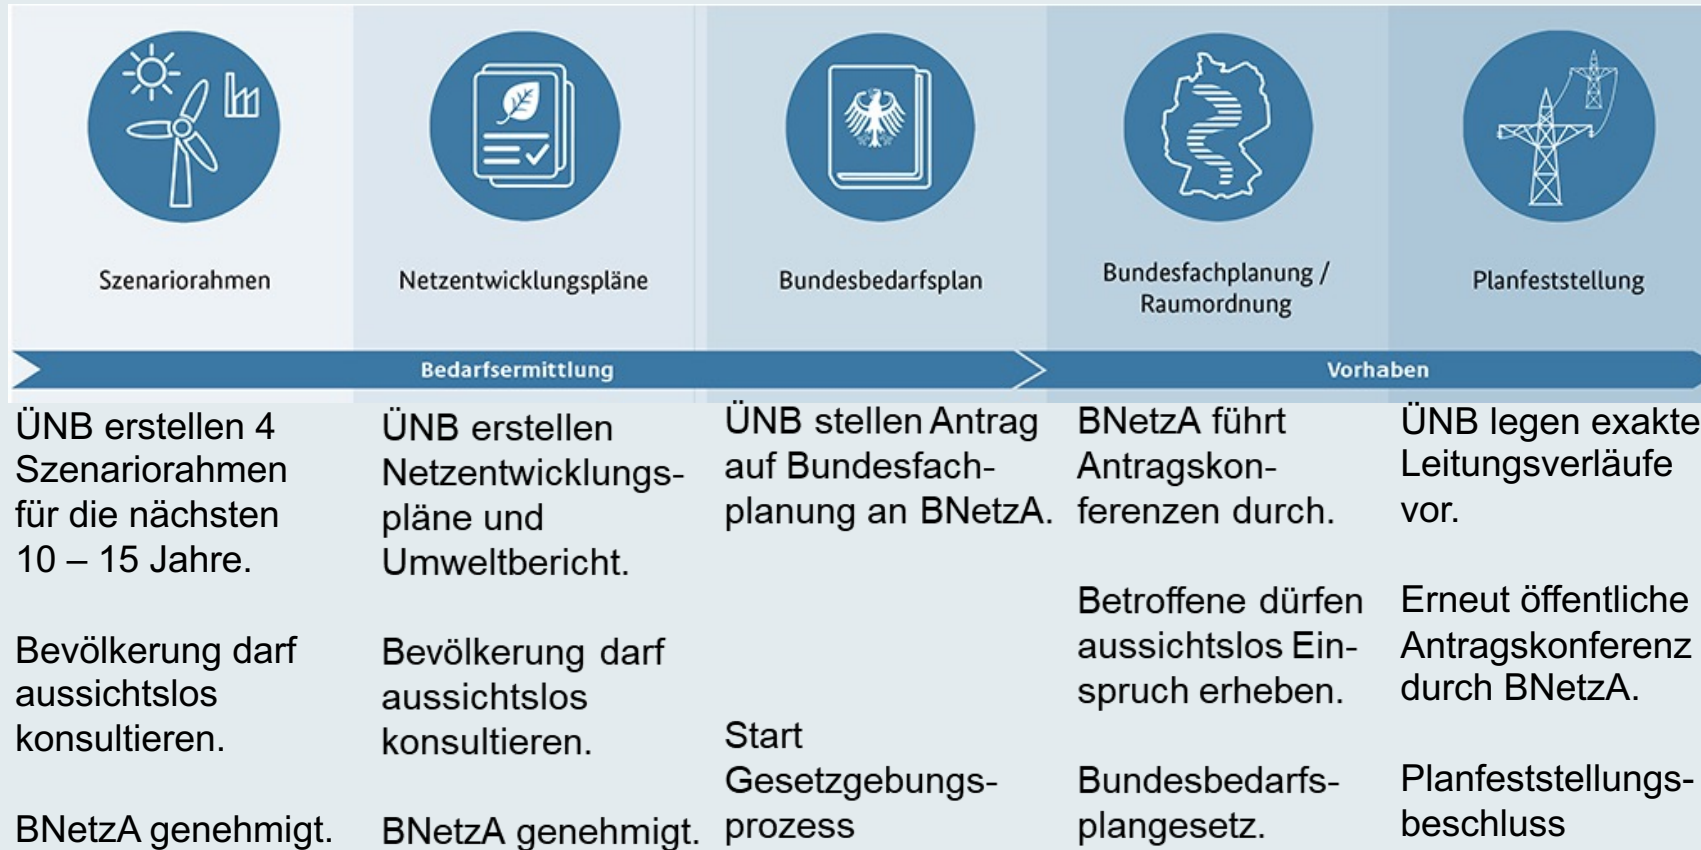 Szenariorahmen
Netzentwicklungspläne
Bundesbedarfsplan
Bundesfachplanung /
Raumordnung
Planfeststellung
Bedarfsermittlung
Vorhaben
ÜNB erstellen 4
Szenariorahmen
für die nächsten
10 – 15 Jahre.
Bevölkerung darf
aussichtslos
konsultieren.
BNetzA genehmigt.
ÜNB erstellen
Netzentwicklungs-
pläne und
Umweltbericht.
Bevölkerung darf
aussichtslos
konsultieren.
BNetzA genehmigt.
ÜNB stellen Antrag
auf Bundesfach-
planung an BNetzA.
Start
Gesetzgebungs-
prozess
BNetzA führt
Antragskon-
ferenzen durch.
Betroffene dürfen
aussichtslos Ein-
spruch erheben.
Bundesbedarfs-
plangesetz.
ÜNB legen exakte
Leitungsverläufe
vor.
Erneut öffentliche
Antragskonferenz
durch BNetzA.
Planfeststellungs-
beschluss